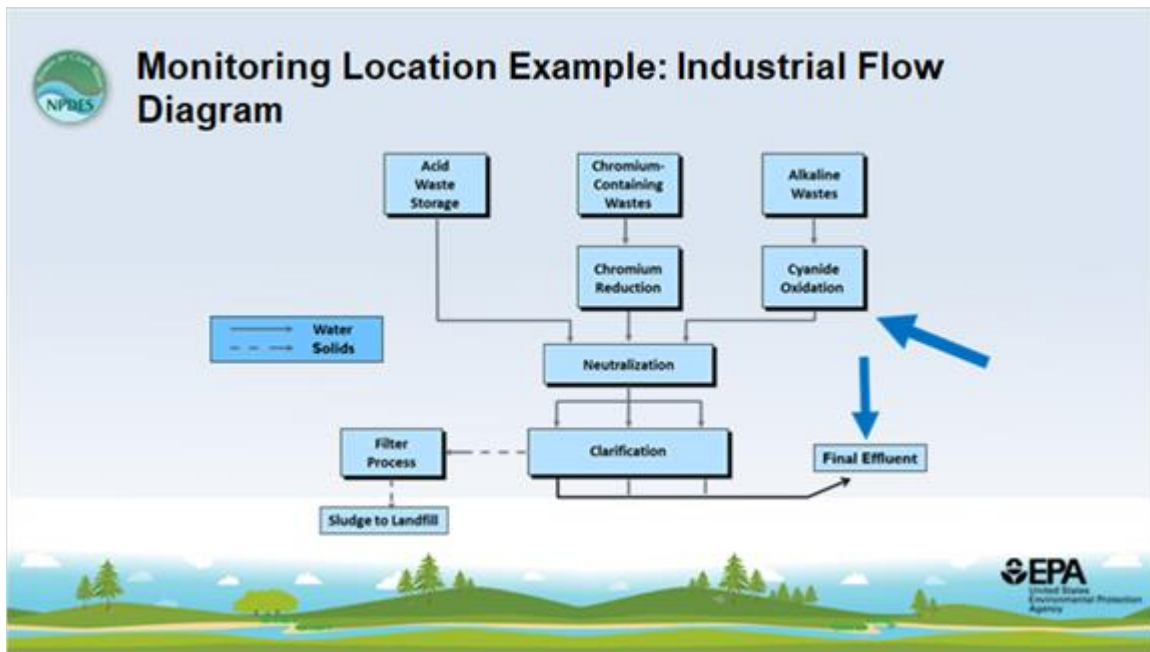 Monitoring Location Example: Industrial Flow
Diagram
NPDES
Acid
Waste
Storage
Chromium-
Containing
Wastes
Alkaline
Wastes
Chromium
Reduction
Cyanide
Oxidation
Water
Solids
Neutralization
Filter
Process
Clarification
Final Effluent
Sludge to Landfill
EPA
United States
Environmental Protection
Agency